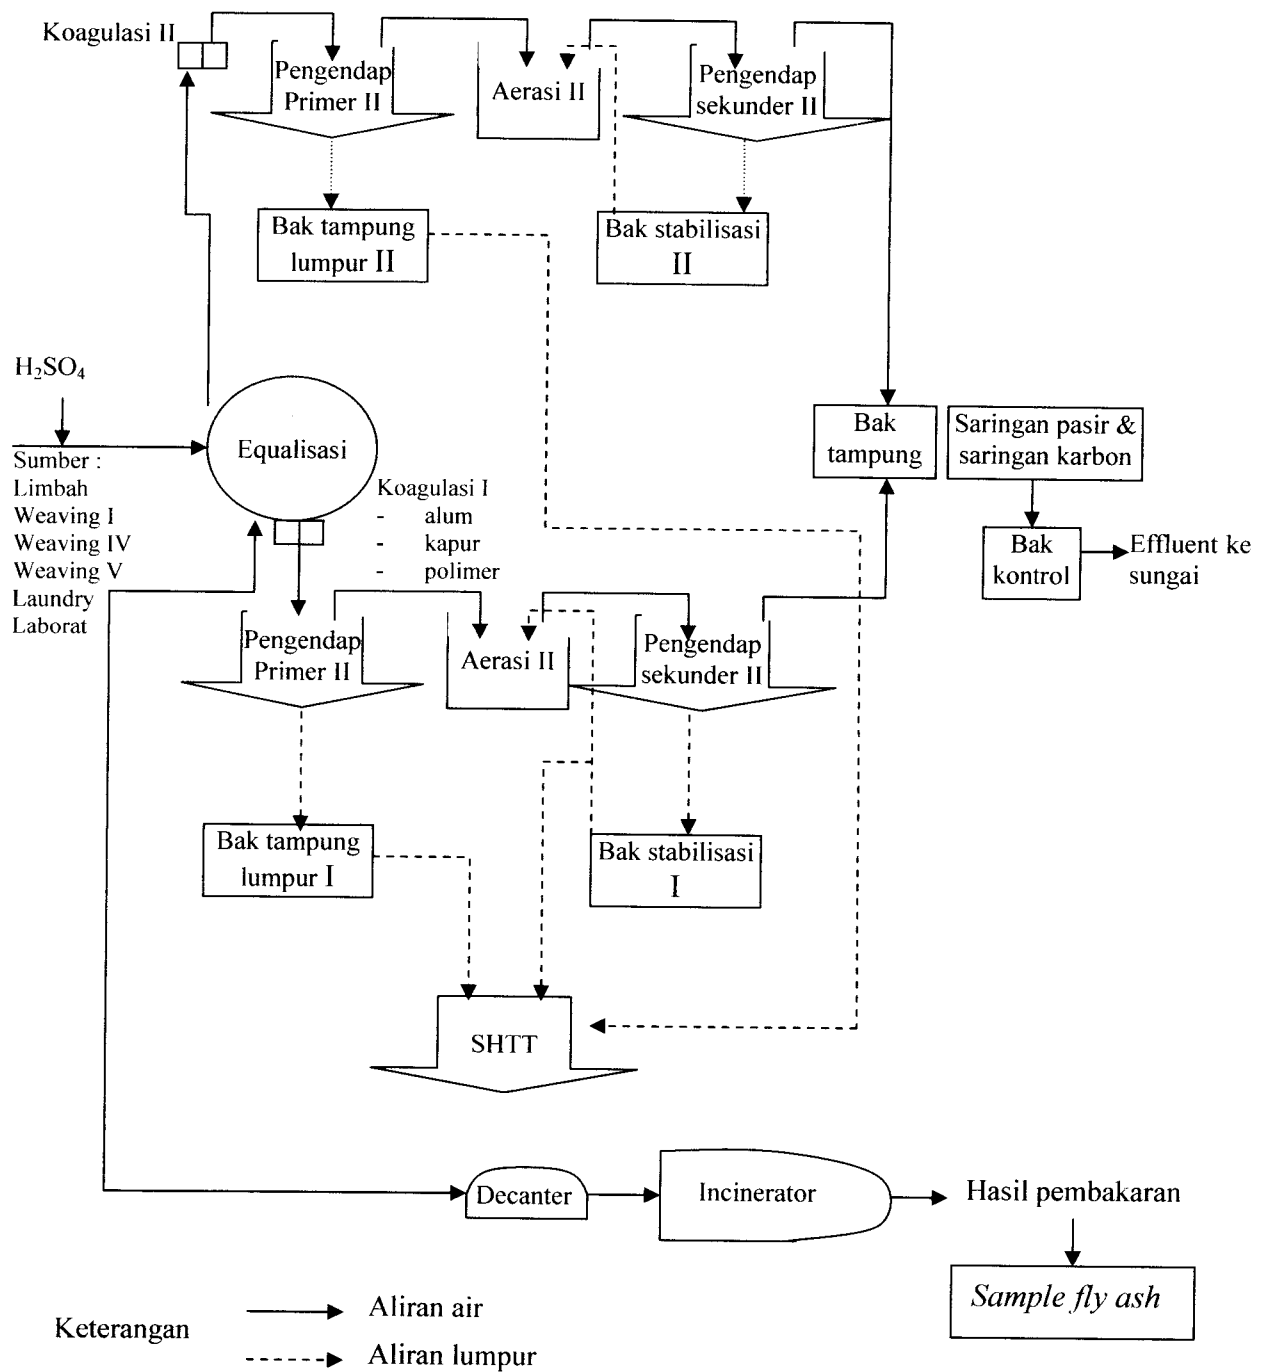 Koagulasi II
Pengendap
Primer II
Aerasi II
Pengendap
sekunder II
Bak tampung
lumpur II
Bak stabilisasi
II
H₂SO₄
Equalisasi
Bak
tampung
Saringan pasir &
saringan karbon
Sumber :
Limbah
Weaving I
Weaving IV
Weaving V
Laundry
Laborat
Koagulasi I
- alum
- kapur
- polimer
Bak
kontrol
Effluent ke
sungai
Pengendap
Primer II
Aerasi II
Pengendap
sekunder II
Bak tampung
lumpur I
Bak stabilisasi
I
SHTT
Decanter
Incinerator
Hasil pembakaran
Sample fly ash
Keterangan
Aliran air
Aliran lumpur